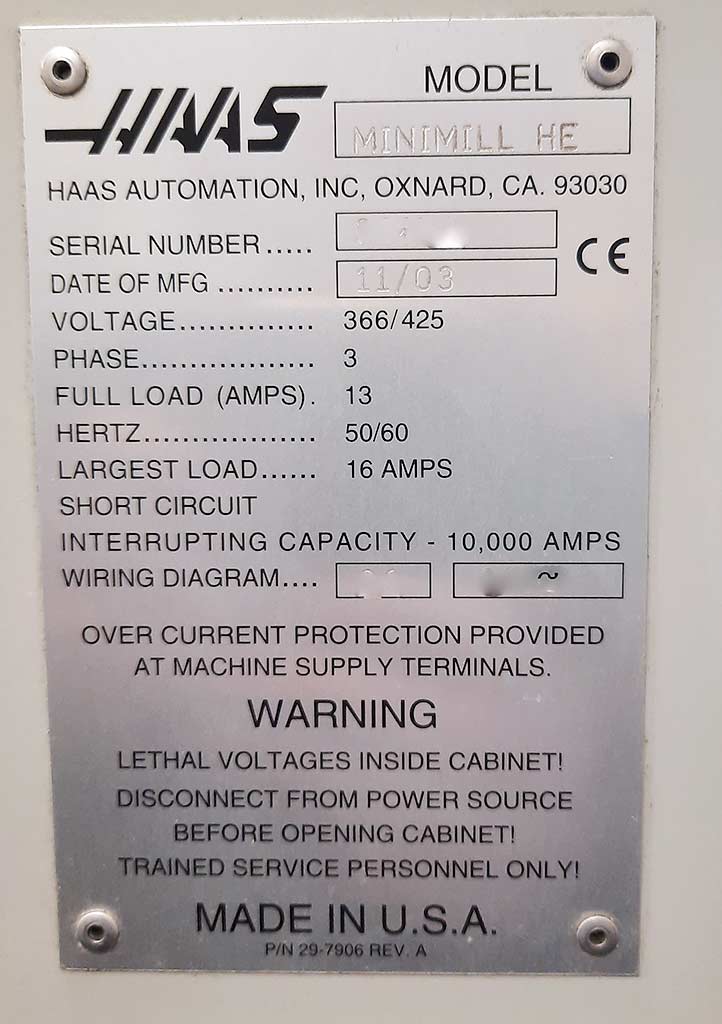 HAAS
MODEL
MINIMILL HE
HAAS AUTOMATION, INC, OXNARD, CA. 93030
SERIAL NUMBER .....
CE
DATE OF MFG .......... 11/03
VOLTAGE.............. 366/425
PHASE.................. 3
FULL LOAD (AMPS). 13
HERTZ.................. 50/60
LARGEST LOAD...... 16 AMPS
SHORT CIRCUIT
INTERRUPTING CAPACITY - 10,000 AMPS
WIRING DIAGRAM.... ~
OVER CURRENT PROTECTION PROVIDED
AT MACHINE SUPPLY TERMINALS.
WARNING
LETHAL VOLTAGES INSIDE CABINET!
DISCONNECT FROM POWER SOURCE
BEFORE OPENING CABINET!
TRAINED SERVICE PERSONNEL ONLY!
MADE IN U.S.A.
P/N 29-7906 REV. A